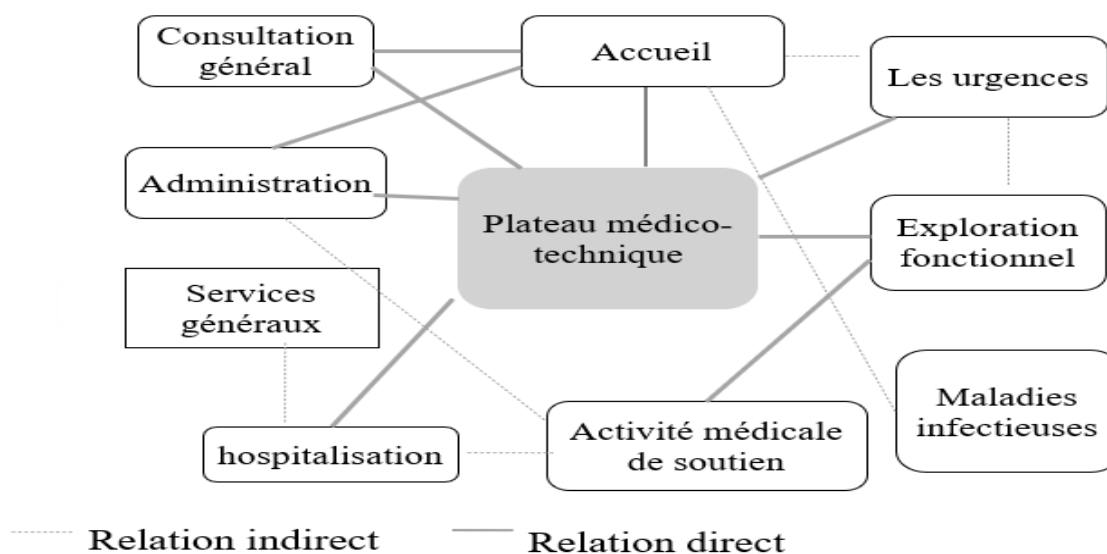 Consultation
général
Accueil
Les urgences
Administration
Plateau médico-
technique
Exploration
fonctionnel
Services
généraux
Maladies
infectieuses
hospitalisation
Activité médicale
de soutien
Relation indirect
Relation direct